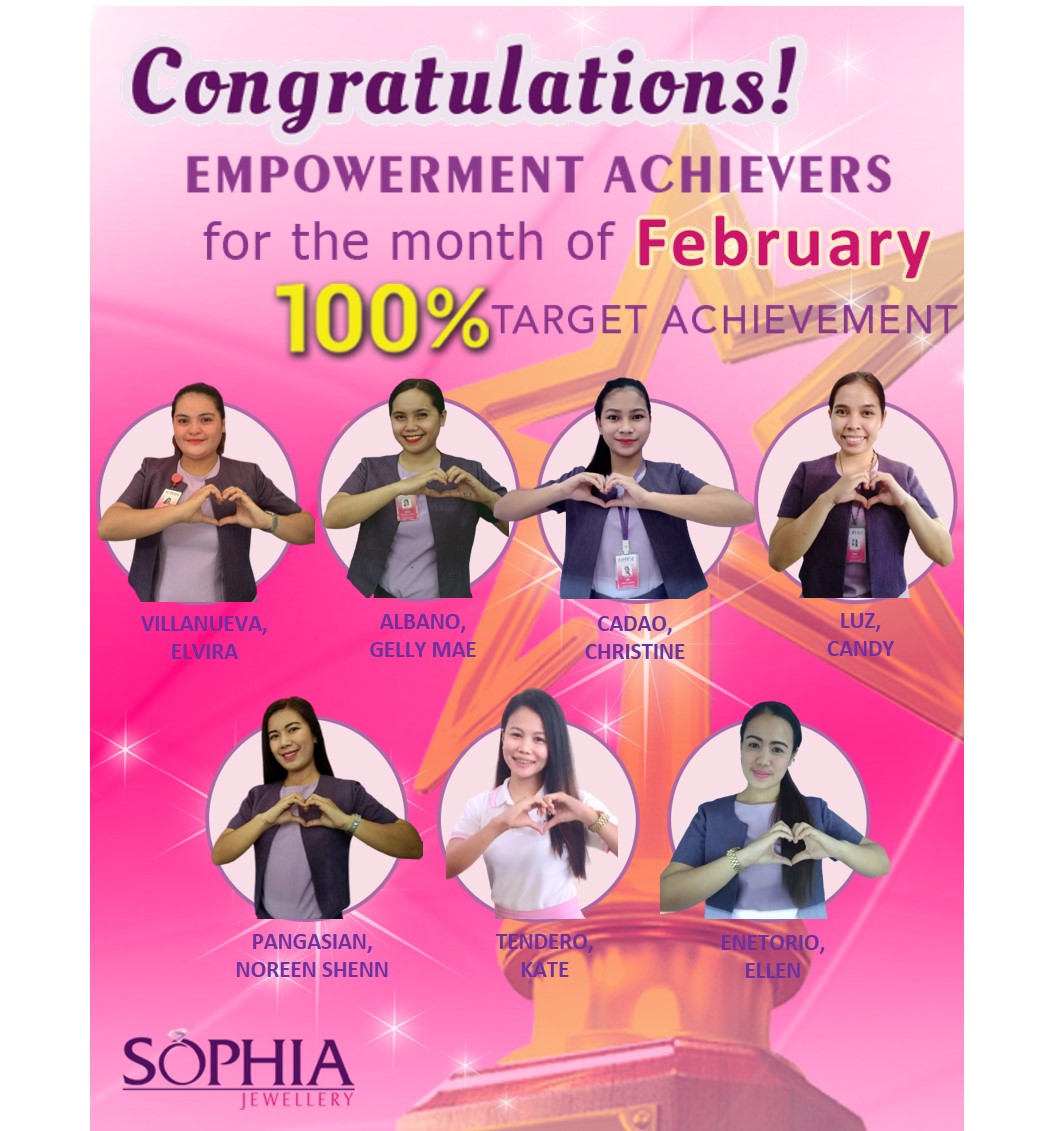 Congratulations!
EMPOWERMENT ACHIEVERS
for the month of February
100% TARGET ACHIEVEMENT
VILLANUEVA,
ELVIRA
ALBANO,
GELLY MAE
CADAO,
CHRISTINE
LUZ,
CANDY
PANGASIAN,
NOREEN SHENN
TENDERO,
KATE
ENETORIO,
ELLEN
SOPHIA
JEWELLERY